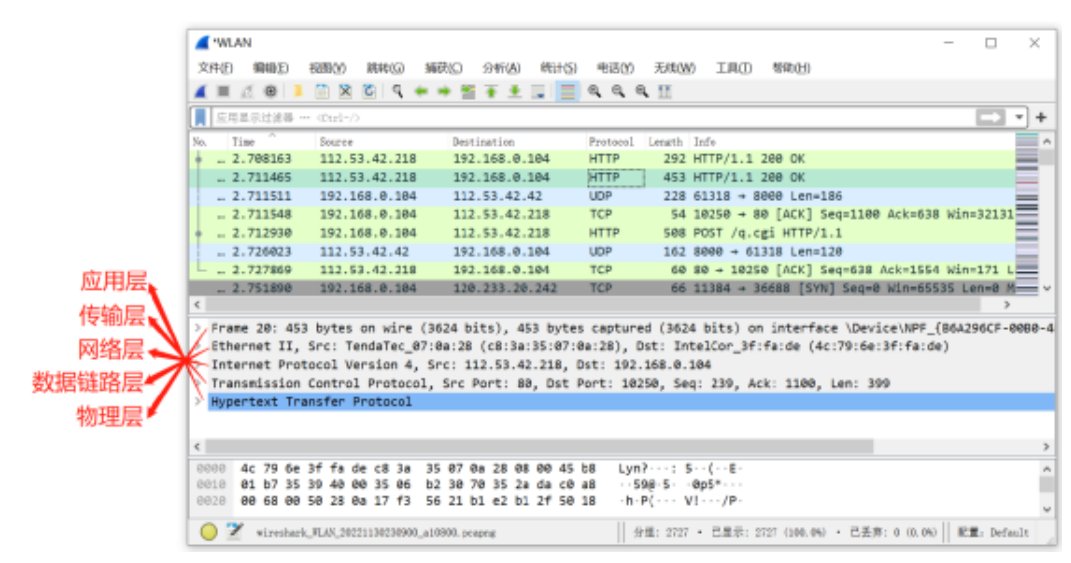 *WLAN
文件(F) 编辑(E) 视图(V) 跳转(G) 捕获(C) 分析(A) 统计(S) 电话(Y) 无线(W) 工具(T) 帮助(H)
应用显示过滤器 … <Ctrl-/>
No. Time Source Destination Protocol Length Info
… 2.708163 112.53.42.218 192.168.0.104 HTTP 292 HTTP/1.1 200 OK
… 2.711465 112.53.42.218 192.168.0.104 HTTP 453 HTTP/1.1 200 OK
… 2.711511 192.168.0.104 112.53.42.42 UDP 228 61318 → 8000 Len=186
… 2.711548 192.168.0.104 112.53.42.218 TCP 54 10250 → 80 [ACK] Seq=1100 Ack=638 Win=32131
… 2.712930 192.168.0.104 112.53.42.218 HTTP 508 POST /q.cgi HTTP/1.1
… 2.726023 112.53.42.42 192.168.0.104 UDP 162 8000 → 61318 Len=120
… 2.727869 112.53.42.218 192.168.0.104 TCP 60 80 → 10250 [ACK] Seq=638 Ack=1554 Win=171 L
… 2.751890 192.168.0.104 120.233.20.242 TCP 66 11384 → 36688 [SYN] Seq=0 Win=65535 Len=0 M
应用层
传输层
网络层
数据链路层
物理层
Frame 20: 453 bytes on wire (3624 bits), 453 bytes captured (3624 bits) on interface \Device\NPF_{B6A296CF-00B0-4
Ethernet II, Src: TendaTec_07:0a:28 (c8:3a:35:07:0a:28), Dst: IntelCor_3f:fa:de (4c:79:6e:3f:fa:de)
Internet Protocol Version 4, Src: 112.53.42.218, Dst: 192.168.0.104
Transmission Control Protocol, Src Port: 80, Dst Port: 10250, Seq: 239, Ack: 1100, Len: 399
Hypertext Transfer Protocol
0000 4c 79 6e 3f fa de c8 3a 35 07 0a 28 08 00 45 b8 Lyn?···: 5··(··E·
0010 01 b7 35 39 40 00 35 06 b2 30 70 35 2a da c0 a8 ··59@·5· ·0p5*···
0020 00 68 00 50 28 0a 17 f3 56 21 b1 e2 b1 2f 50 18 ·h·P(··· V!···/P·
wireshark_WLAN_20221130230900_a10900.pcapng 分组: 2727 · 已显示: 2727 (100.0%) · 已丢弃: 0 (0.0%) 配置: Default